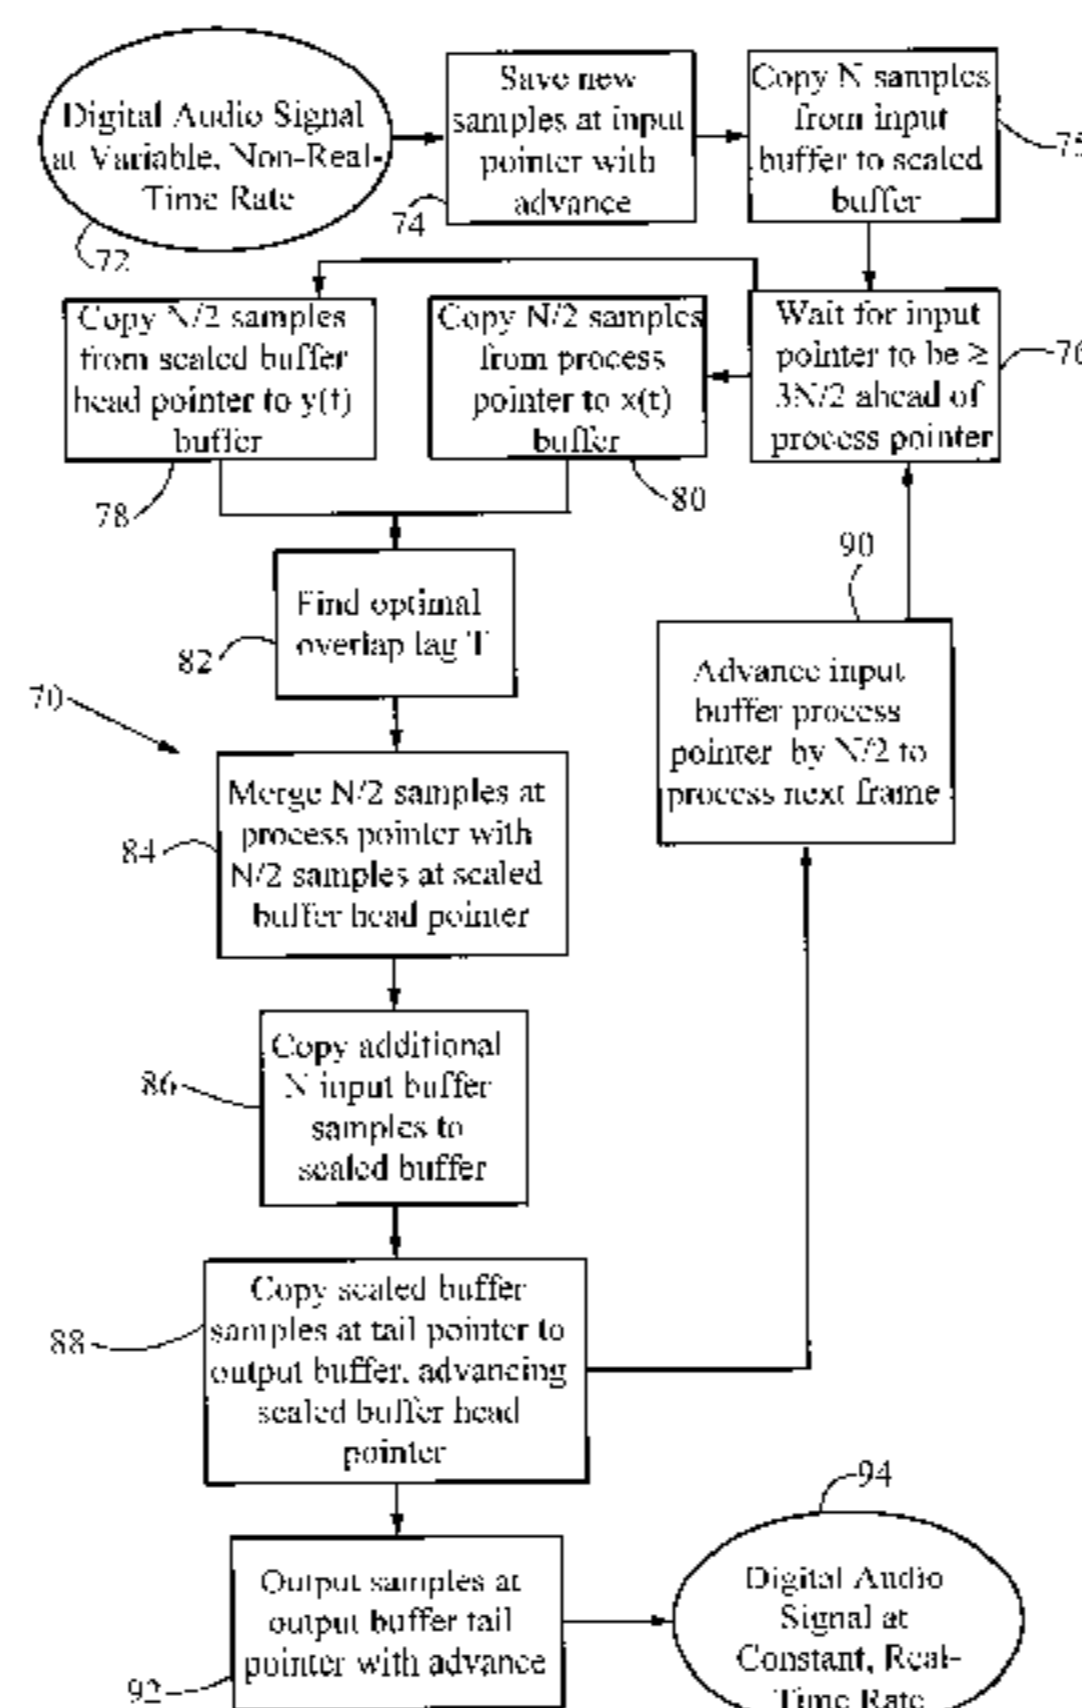 Digital Audio Signal
at Variable, Non-Real-
Time Rate
72
Save new
samples at input
pointer with
advance
74
Copy N samples
from input
buffer to scaled
buffer
75
Wait for input
pointer to be ≥
3N/2 ahead of
process pointer
76
Copy N/2 samples
from scaled buffer
head pointer to y(t)
buffer
78
Copy N/2 samples
from process
pointer to x(t)
buffer
80
Find optimal
overlap lag T
82
70
90
Advance input
buffer process
pointer by N/2 to
process next frame
Merge N/2 samples at
process pointer with
N/2 samples at scaled
buffer head pointer
84
Copy additional
N input buffer
samples to
scaled buffer
86
Copy scaled buffer
samples at tail pointer to
output buffer, advancing
scaled buffer head
pointer
88
Output samples at
output buffer tail
pointer with advance
92
94
Digital Audio
Signal at
Constant, Real-
Time Rate